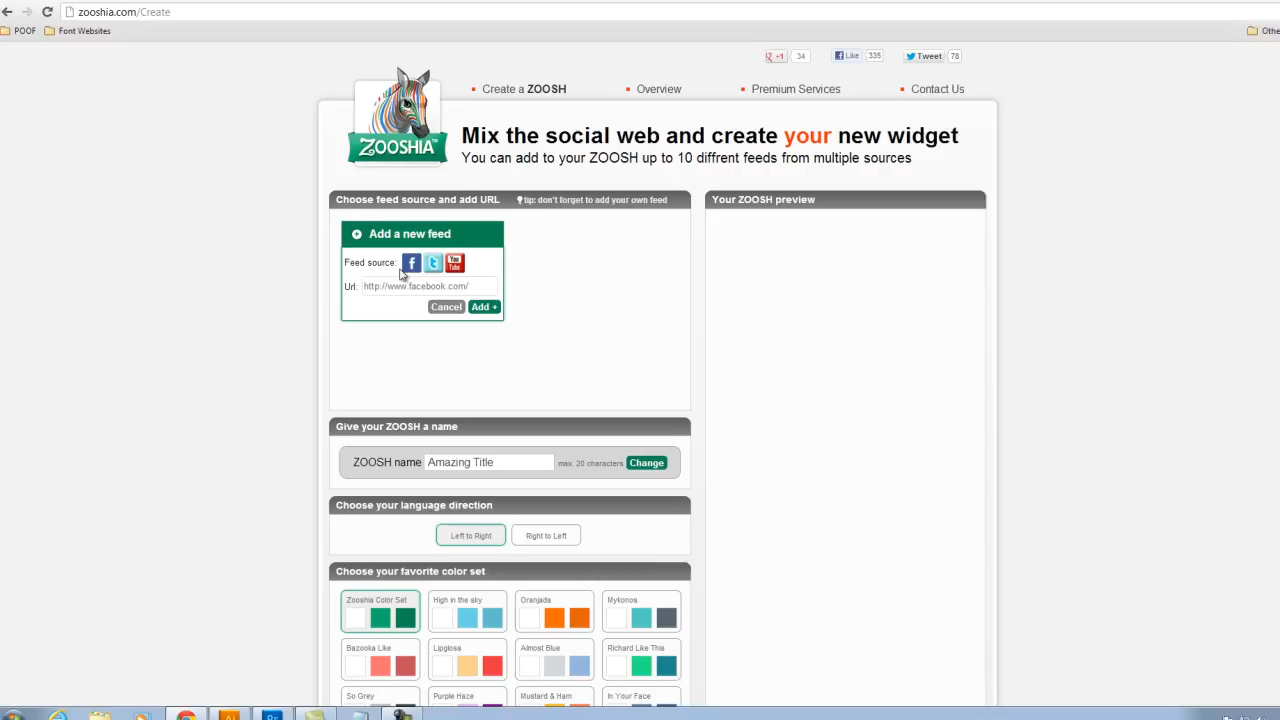 zooshia.com/Create
POOF
Font Websites
Othe
+1
34
Like
335
Tweet
78
Create a ZOOSH
Overview
Premium Services
Contact Us
ZOOSHIA™
Mix the social web and create your new widget
You can add to your ZOOSH up to 10 diffrent feeds from multiple sources
Choose feed source and add URL
tip: don't forget to add your own feed
Your ZOOSH preview
Add a new feed
Feed source:
You Tube
Url: http://www.facebook.com/
Cancel
Add +
Give your ZOOSH a name
ZOOSH name Amazing Title max. 20 characters Change
Choose your language direction
Left to Right
Right to Left
Choose your favorite color set
Zooshia Color Set
High in the sky
Oranjada
Mykonos
Bazooka Like
Lipgloss
Almost Blue
Richard Like This
So Grey
Purple Haze
Mustard & Ham
In Your Face